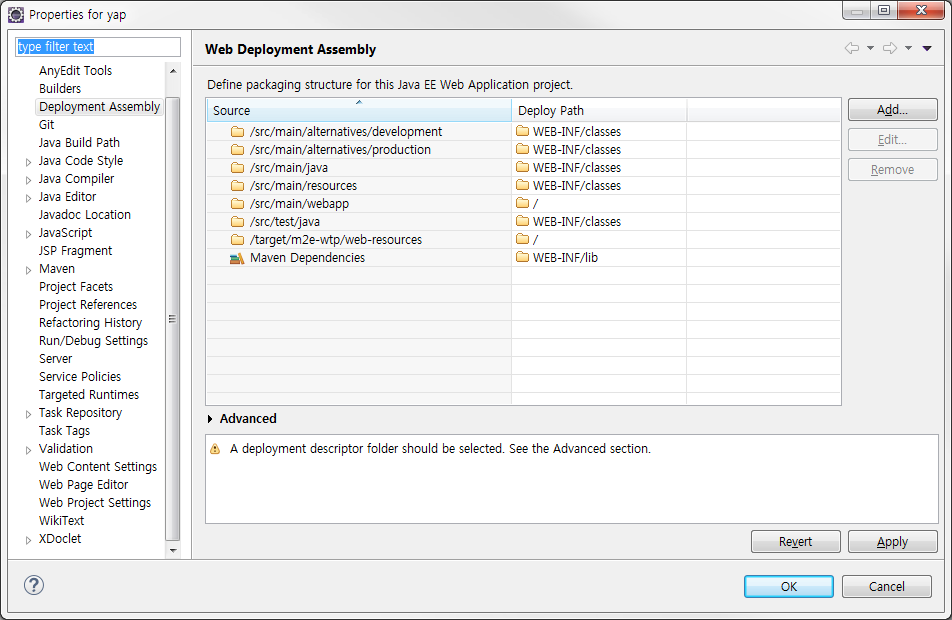 Properties for yap
type filter text
AnyEdit Tools
Builders
Deployment Assembly
Git
Java Build Path
Java Code Style
Java Compiler
Java Editor
Javadoc Location
JavaScript
JSP Fragment
Maven
Project Facets
Project References
Refactoring History
Run/Debug Settings
Server
Service Policies
Targeted Runtimes
Task Repository
Task Tags
Validation
Web Content Settings
Web Page Editor
Web Project Settings
WikiText
XDoclet
Web Deployment Assembly
Define packaging structure for this Java EE Web Application project.
Source Deploy Path
/src/main/alternatives/development WEB-INF/classes
/src/main/alternatives/production WEB-INF/classes
/src/main/java WEB-INF/classes
/src/main/resources WEB-INF/classes
/src/main/webapp /
/src/test/java WEB-INF/classes
/target/m2e-wtp/web-resources /
Maven Dependencies WEB-INF/lib
Add...
Edit...
Remove
Advanced
A deployment descriptor folder should be selected. See the Advanced section.
Revert Apply
OK Cancel